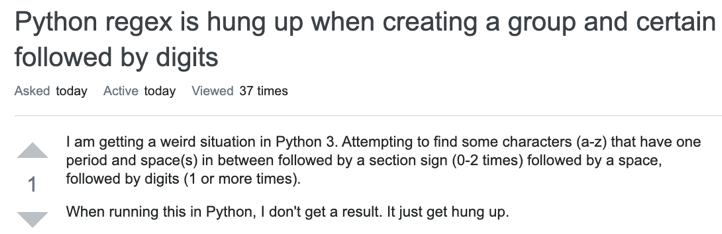 Python regex is hung up when creating a group and certain
followed by digits
Asked today Active today Viewed 37 times
I am getting a weird situation in Python 3. Attempting to find some characters (a-z) that have one
period and space(s) in between followed by a section sign (0-2 times) followed by a space,
1
followed by digits (1 or more times).
When running this in Python, I don't get a result. It just get hung up.